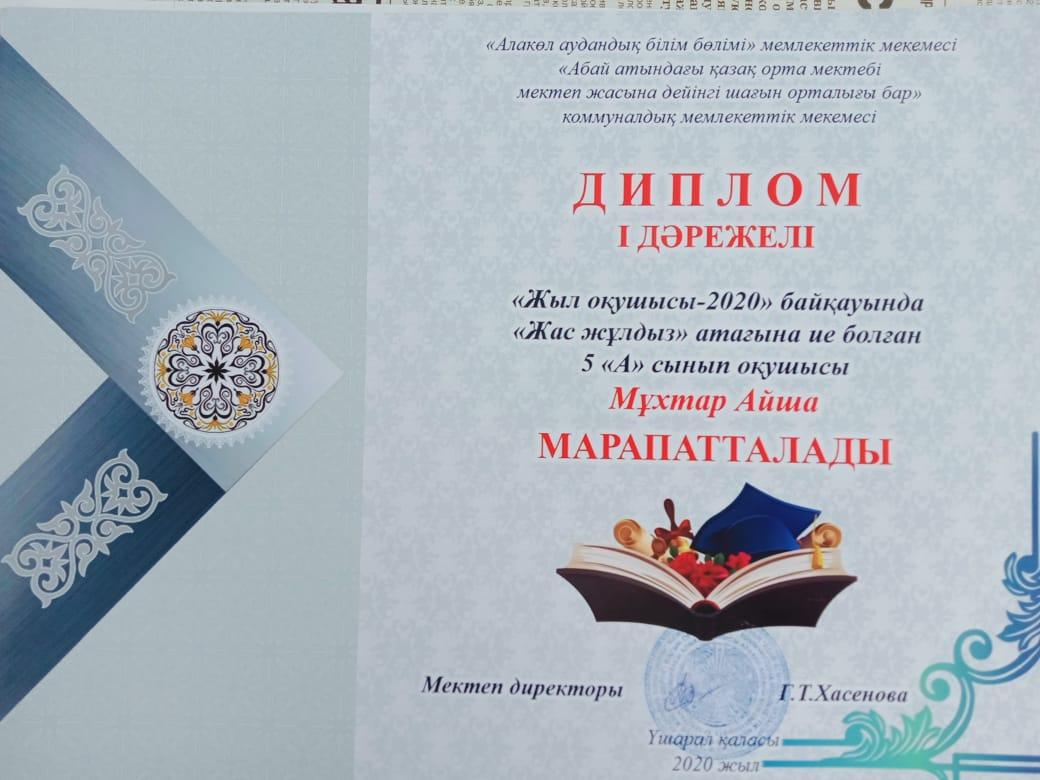 «Алакөл аудандық білім бөлімі» мемлекеттік мекемесі
«Абай атындағы қазақ орта мектебі
мектеп жасына дейінгі шағын орталығы бар»
коммуналдық мемлекеттік мекемесі
ДИПЛОМ
І ДӘРЕЖЕЛІ
«Жыл оқушысы-2020» байқауында
«Жас жұлдыз» атағына ие болған
5 «А» сынып оқушысы
Мұхтар Айша
МАРАПАТТАЛАДЫ
Мектеп директоры Г.Т.Хасенова
Үшарал қаласы
2020 жыл